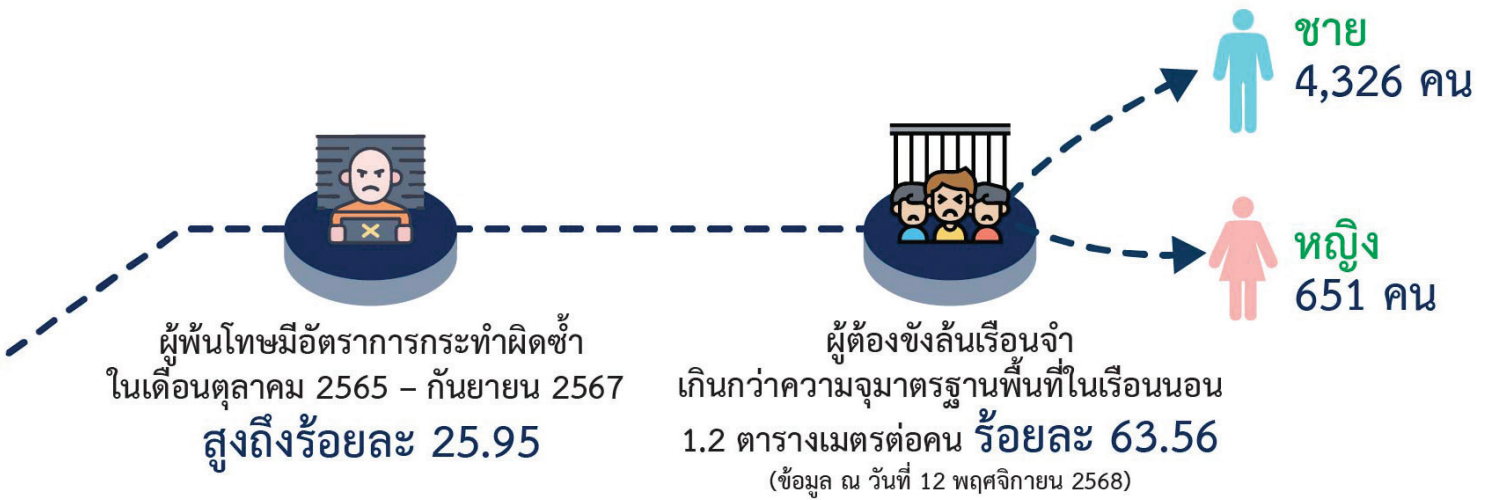 ชาย
4,326 คน
หญิง
651 คน
ผู้พ้นโทษมีอัตราการกระทำผิดซ้ำ
ในเดือนตุลาคม 2565 – กันยายน 2567
สูงถึงร้อยละ 25.95
ผู้ต้องขังล้นเรือนจำ
เกินกว่าความจุมาตรฐานพื้นที่ในเรือนนอน
1.2 ตารางเมตรต่อคน ร้อยละ 63.56
(ข้อมูล ณ วันที่ 12 พฤศจิกายน 2568)